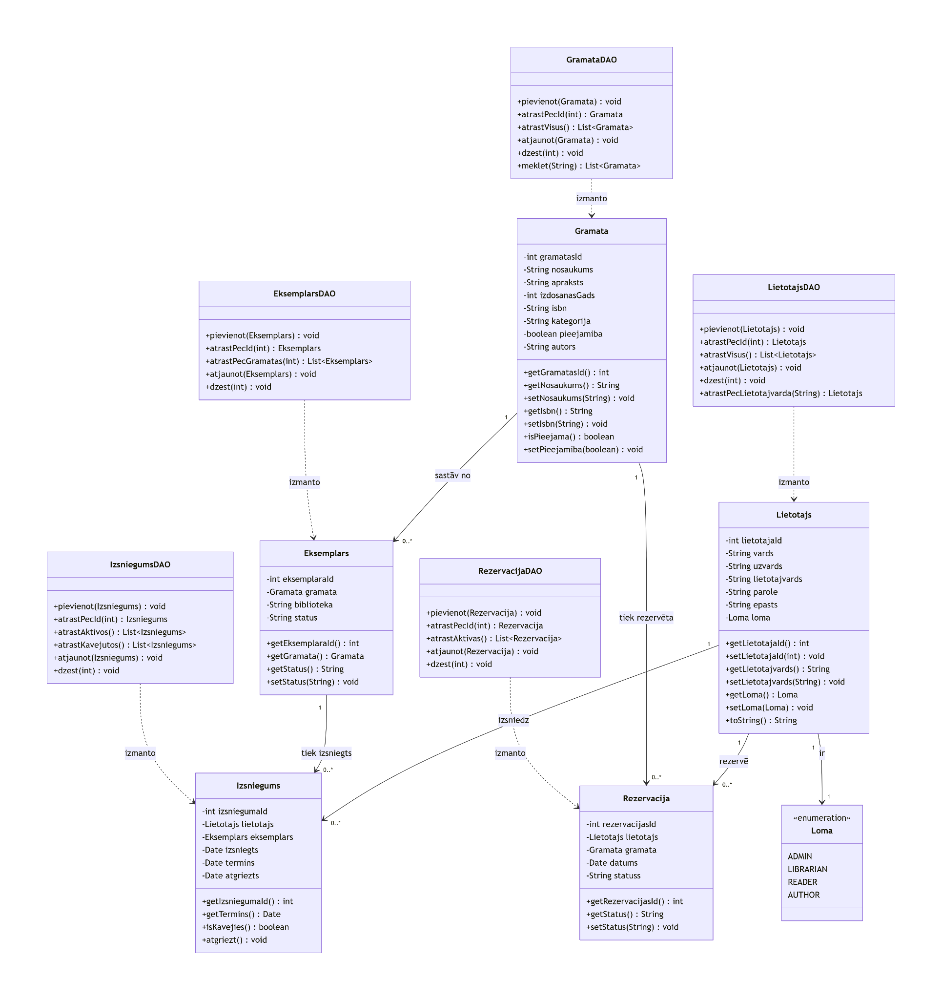 GramataDAO
+pievienot(Gramata) : void
+atrastPecId(int) : Gramata
+atrastVisus() : List<Gramata>
+atjaunot(Gramata) : void
+dzest(int) : void
+meklet(String) : List<Gramata>
izmanto
Gramata
-int gramatasId
-String nosaukums
-String apraksts
-int izdosanasGads
-String isbn
-String kategorija
-boolean pieejamiba
-String autors
+getGramatasId() : int
+getNosaukums() : String
+setNosaukums(String) : void
+getIsbn() : String
+setIsbn(String) : void
+isPieejama() : boolean
+setPieejamiba(boolean) : void
EksemplarsDAO
+pievienot(Eksemplars) : void
+atrastPecId(int) : Eksemplars
+atrastPecGramatas(int) : List<Eksemplars>
+atjaunot(Eksemplars) : void
+dzest(int) : void
LietotajsDAO
+pievienot(Lietotajs) : void
+atrastPecId(int) : Lietotajs
+atrastVisus() : List<Lietotajs>
+atjaunot(Lietotajs) : void
+dzest(int) : void
+atrastPecLietotajvarda(String) : Lietotajs
1
sastāv no
0..*
1
tiek rezervēta
0..*
izmanto
izmanto
Lietotajs
-int lietotajaId
-String vards
-String uzvards
-String lietotajvards
-String parole
-String epasts
-Loma loma
+getLietotajaId() : int
+setLietotajaId(int) : void
+getLietotajvards() : String
+setLietotajvards(String) : void
+getLoma() : Loma
+setLoma(Loma) : void
+toString() : String
Eksemplars
-int eksemplaraId
-Gramata gramata
-String biblioteka
-String status
+getEksemplaraId() : int
+getGramata() : Gramata
+getStatus() : String
+setStatus(String) : void
IzsniegumsDAO
+pievienot(Izsniegums) : void
+atrastPecId(int) : Izsniegums
+atrastAktivos() : List<Izsniegums>
+atrastKavejutos() : List<Izsniegums>
+atjaunot(Izsniegums) : void
+dzest(int) : void
RezervacijaDAO
+pievienot(Rezervacija) : void
+atrastPecId(int) : Rezervacija
+atrastAktivas() : List<Rezervacija>
+atjaunot(Rezervacija) : void
+dzest(int) : void
1
izsniedz
0..*
izmanto
1
tiek izsniegts
0..*
izmanto
1
rezervē
0..*
1
ir
1
Izsniegums
-int izsniegumaId
-Lietotajs lietotajs
-Eksemplars eksemplars
-Date izsniegts
-Date termins
-Date atgriezts
+getIzsniegumaId() : int
+getTermins() : Date
+isKavejies() : boolean
+atgriezt() : void
Rezervacija
-int rezervacijasId
-Lietotajs lietotajs
-Gramata gramata
-Date datums
-String statuss
+getRezervacijasId() : int
+getStatus() : String
+setStatus(String) : void
«enumeration»
Loma
ADMIN
LIBRARIAN
READER
AUTHOR